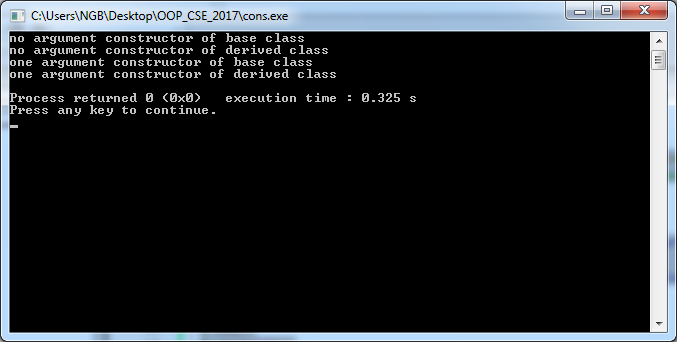 C:\Users\NGB\Desktop\OOP_CSE_2017\cons.exe
no argument constructor of base class
no argument constructor of derived class
one argument constructor of base class
one argument constructor of derived class
Process returned 0 (0x0)   execution time : 0.325 s
Press any key to continue.